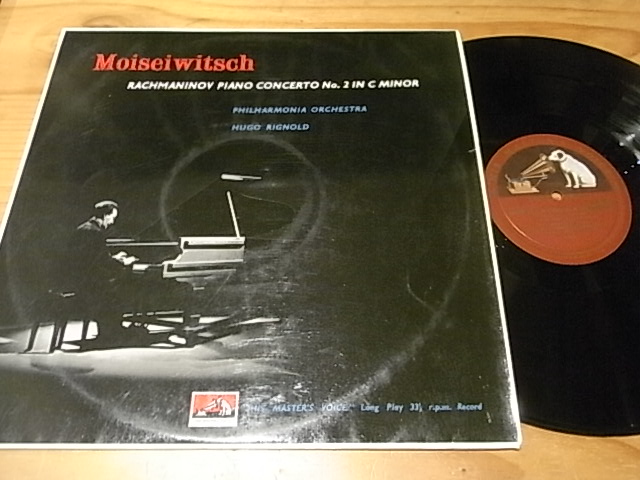 Moiseiwitsch
RACHMANINOV PIANO CONCERTO No. 2 IN C MINOR
PHILHARMONIA ORCHESTRA
HUGO RIGNOLD
"HIS MASTER'S VOICE" Long Play 33⅓ r.p.m. Record